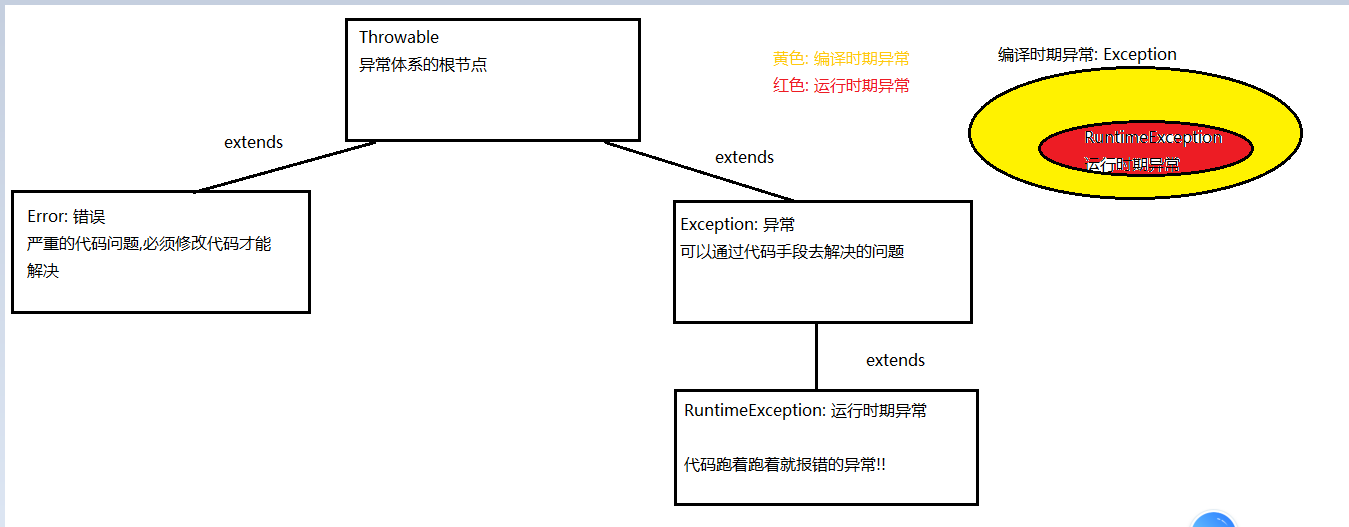 Throwable
异常体系的根节点
黄色: 编译时期异常
红色: 运行时期异常
编译时期异常: Exception
RuntimeException
运行时期异常
extends
extends
Error: 错误
严重的代码问题,必须修改代码才能
解决
Exception: 异常
可以通过代码手段去解决的问题
extends
RuntimeException: 运行时期异常
代码跑着跑着就报错的异常!!